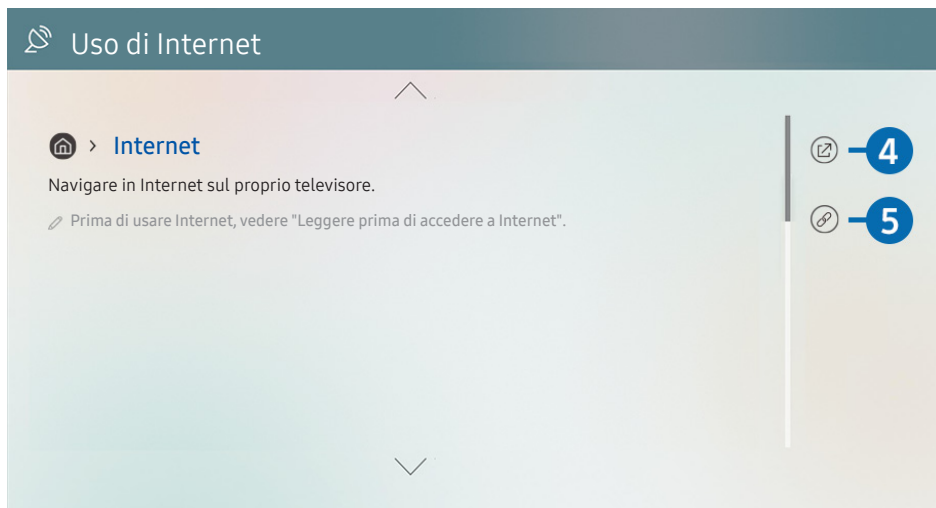 Uso di Internet
> Internet
4
Navigare in Internet sul proprio televisore.
Prima di usare Internet, vedere "Leggere prima di accedere a Internet".
5